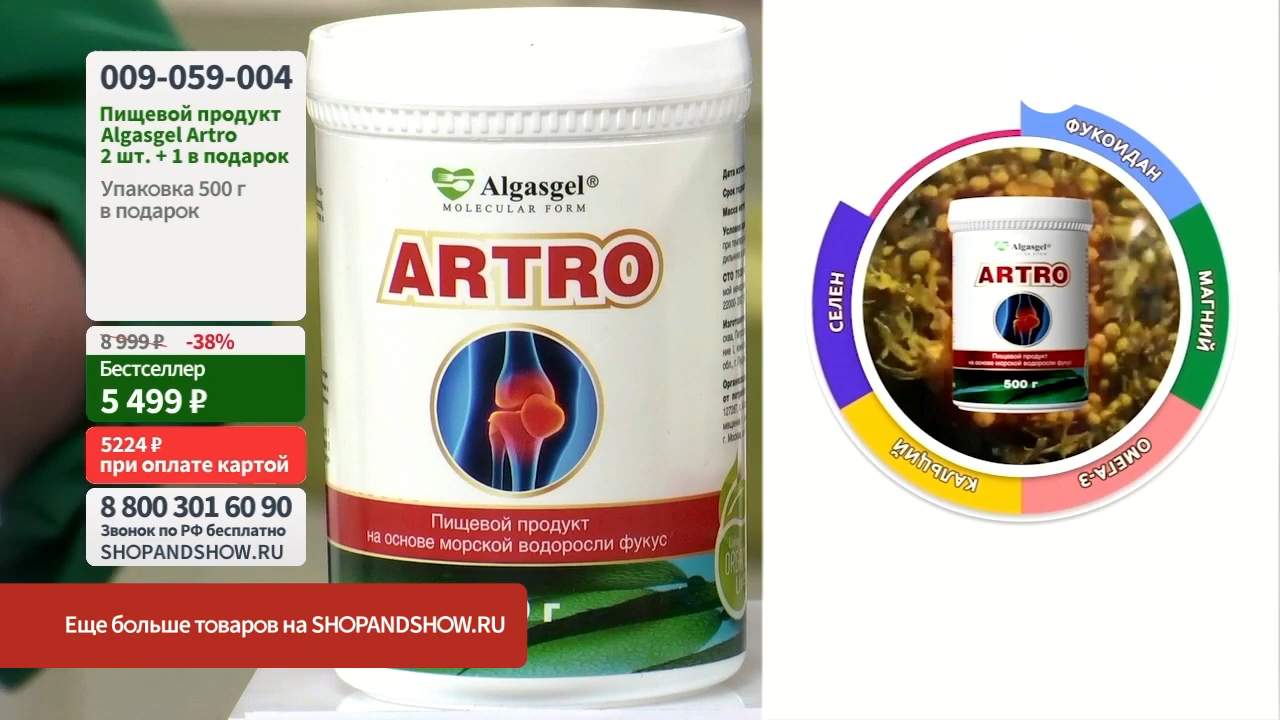 009-059-004
Пищевой продукт
Algasgel Artro
2 шт. + 1 в подарок
Упаковка 500 г
в подарок
8 999 ₽ -38%
Бестселлер
5 499 ₽
5224 ₽
при оплате картой
8 800 301 60 90
Звонок по РФ бесплатно
SHOPANDSHOW.RU
Еще больше товаров на SHOPANDSHOW.RU
Algasgel®
MOLECULAR FORM
ARTRO
Пищевой продукт
на основе морской водоросли фукус
г
ФУКОИДАН
МАГНИЙ
ОМЕГА-3
КАЛЬЦИЙ
СЕЛЕН
Algasgel®
ARTRO
Пищевой продукт
на основе морской водоросли фукус
500 г